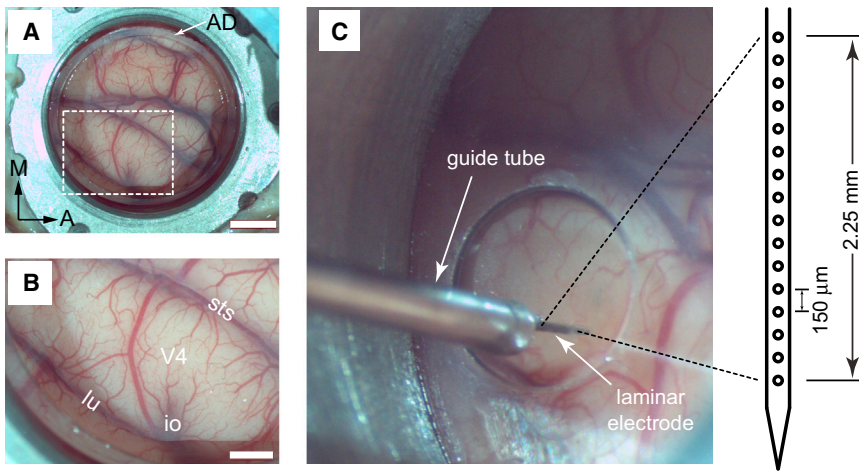 A
AD
M
A
B
sts
V4
lu
io
C
guide tube
laminar
electrode
150 μm
2.25 mm